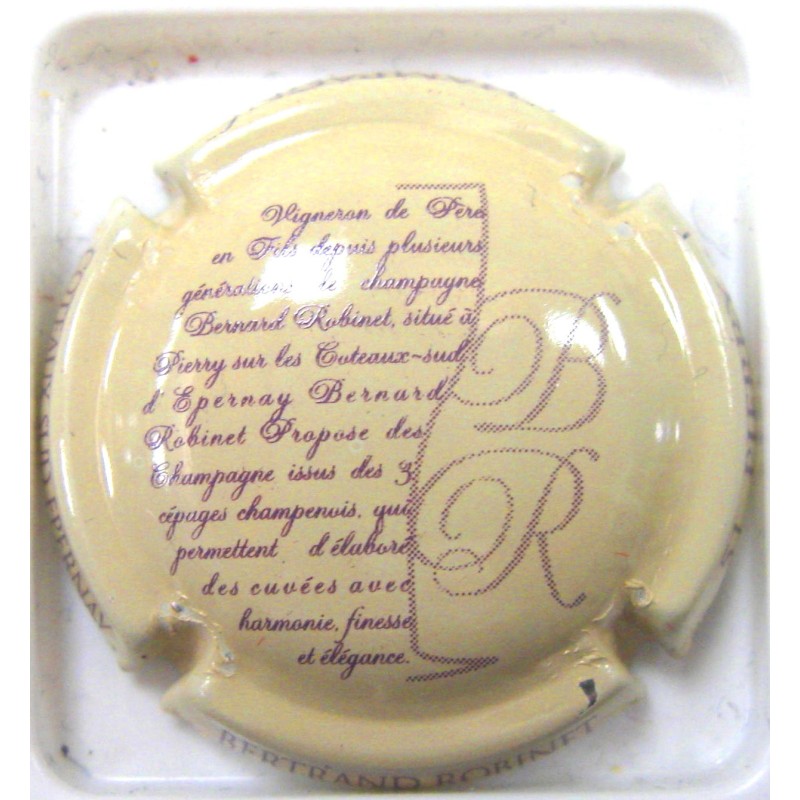 Vigneron de Père
en Fils depuis plusieurs
générations le champagne
Bernard Robinet, situé à
Pierry sur les Coteaux-sud
d'Epernay Bernard
Robinet Propose des
Champagne issus des 3
cépages champenois, qui
permettent d'élaboré
des cuvées avec
harmonie, finesse
et élégance.
B
R
BERTRAND ROBINET
EPERNAY